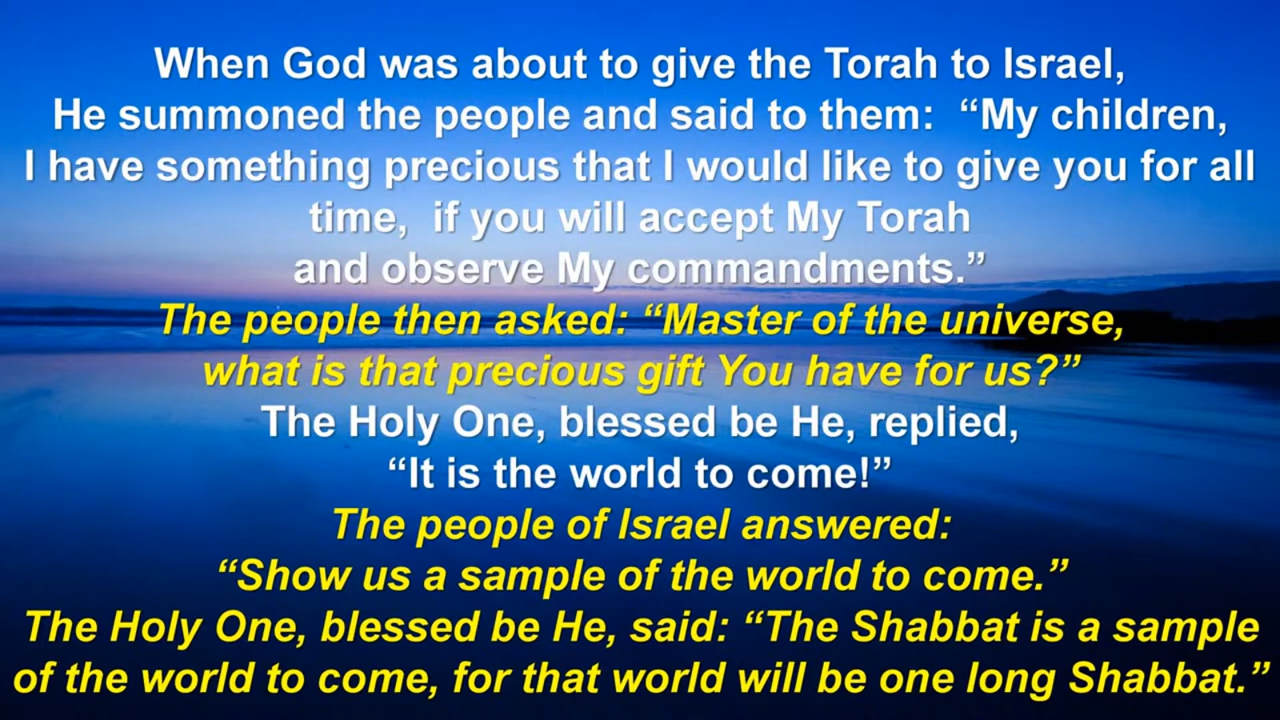 When God was about to give the Torah to Israel,
He summoned the people and said to them:  “My children,
I have something precious that I would like to give you for all
time,  if you will accept My Torah
and observe My commandments.”
The people then asked: “Master of the universe,
what is that precious gift You have for us?”
The Holy One, blessed be He, replied,
“It is the world to come!”
The people of Israel answered:
“Show us a sample of the world to come.”
The Holy One, blessed be He, said: “The Shabbat is a sample
of the world to come, for that world will be one long Shabbat.”